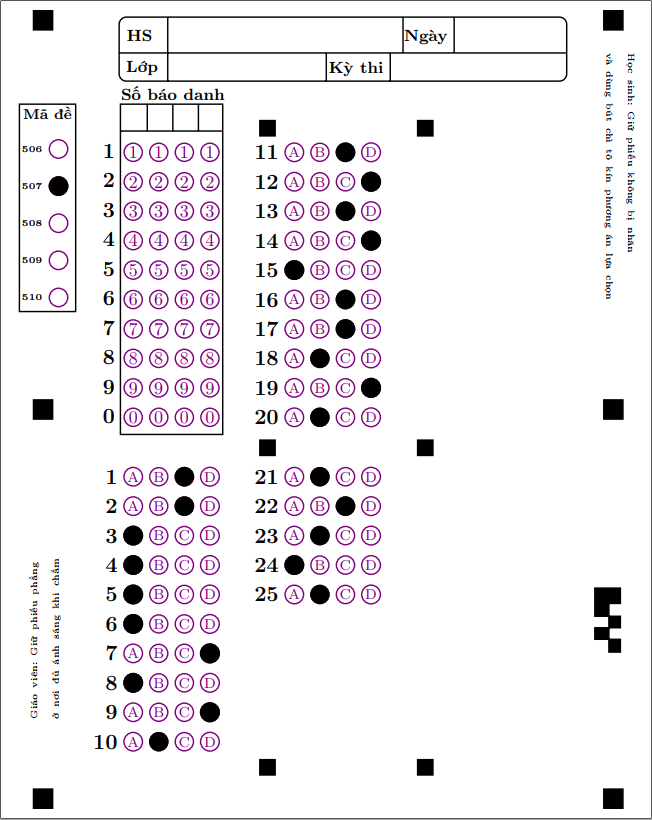 HS
Ngày
Lớp
Kỳ thi
Số báo danh
Mã đề
506
507
508
509
510
1 1 1 1 1
2 2 2 2 2
3 3 3 3 3
4 4 4 4 4
5 5 5 5 5
6 6 6 6 6
7 7 7 7 7
8 8 8 8 8
9 9 9 9 9
0 0 0 0 0
1 A B D
2 A B D
3 B C D
4 B C D
5 B C D
6 B C D
7 A B C
8 B C D
9 A B C
10 A C D
11 A B D
12 A B C
13 A B D
14 A B C
15 B C D
16 A B D
17 A B D
18 A C D
19 A B C
20 A C D
21 A C D
22 A B D
23 A C D
24 B C D
25 A C D
Học sinh: Giữ phiếu không bị nhăn
và dùng bút chì tô kín phương án lựa chọn
Giáo viên: Giữ phiếu phẳng
ở nơi đủ ánh sáng khi chấm